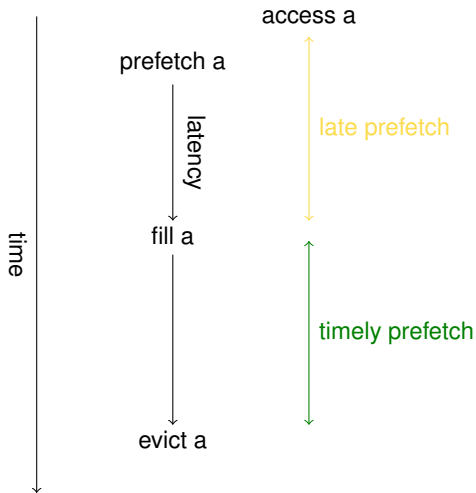 access a
prefetch a
late prefetch
latency
fill a
time
timely prefetch
evict a